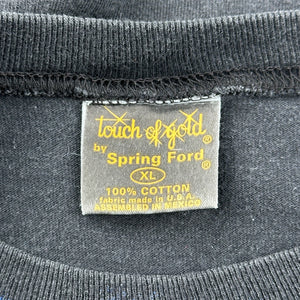 touch of gold®
by
Spring Ford®
XL
100% COTTON
fabric made in U.S.A.
ASSEMBLED IN MEXICO